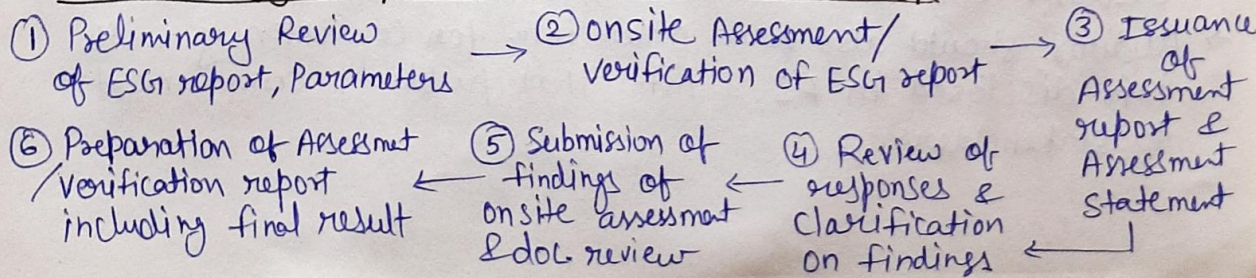 ① Preliminary Review
of ESG report, Parameters
② onsite Assessment/
verification of ESG report
③ Issuance
of
Assessment
report &
Assessment
Statement
④ Review of
responses &
Clarification
on findings
⑤ Submission of
findings of
onsite assessment
& doc. review
⑥ Preparation of Assessmet
/verification report
including final result